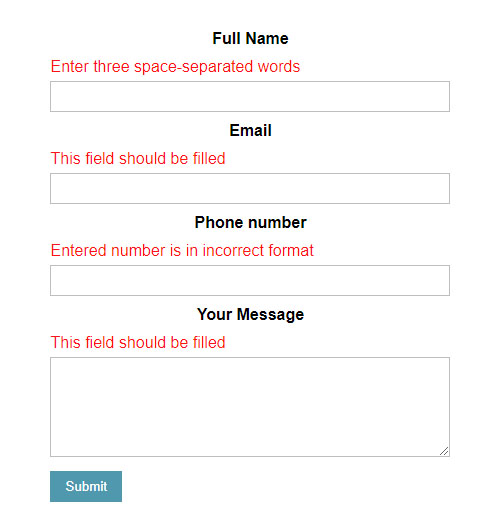 Full Name
Enter three space-separated words
Email
This field should be filled
Phone number
Entered number is in incorrect format
Your Message
This field should be filled
Submit